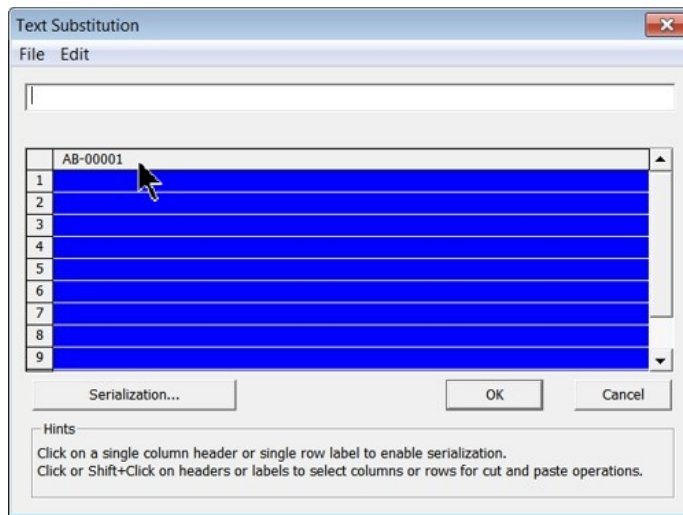 Text Substitution
File Edit
AB-00001
1
2
3
4
5
6
7
8
9
Serialization...
OK
Cancel
Hints
Click on a single column header or single row label to enable serialization.
Click or Shift+Click on headers or labels to select columns or rows for cut and paste operations.